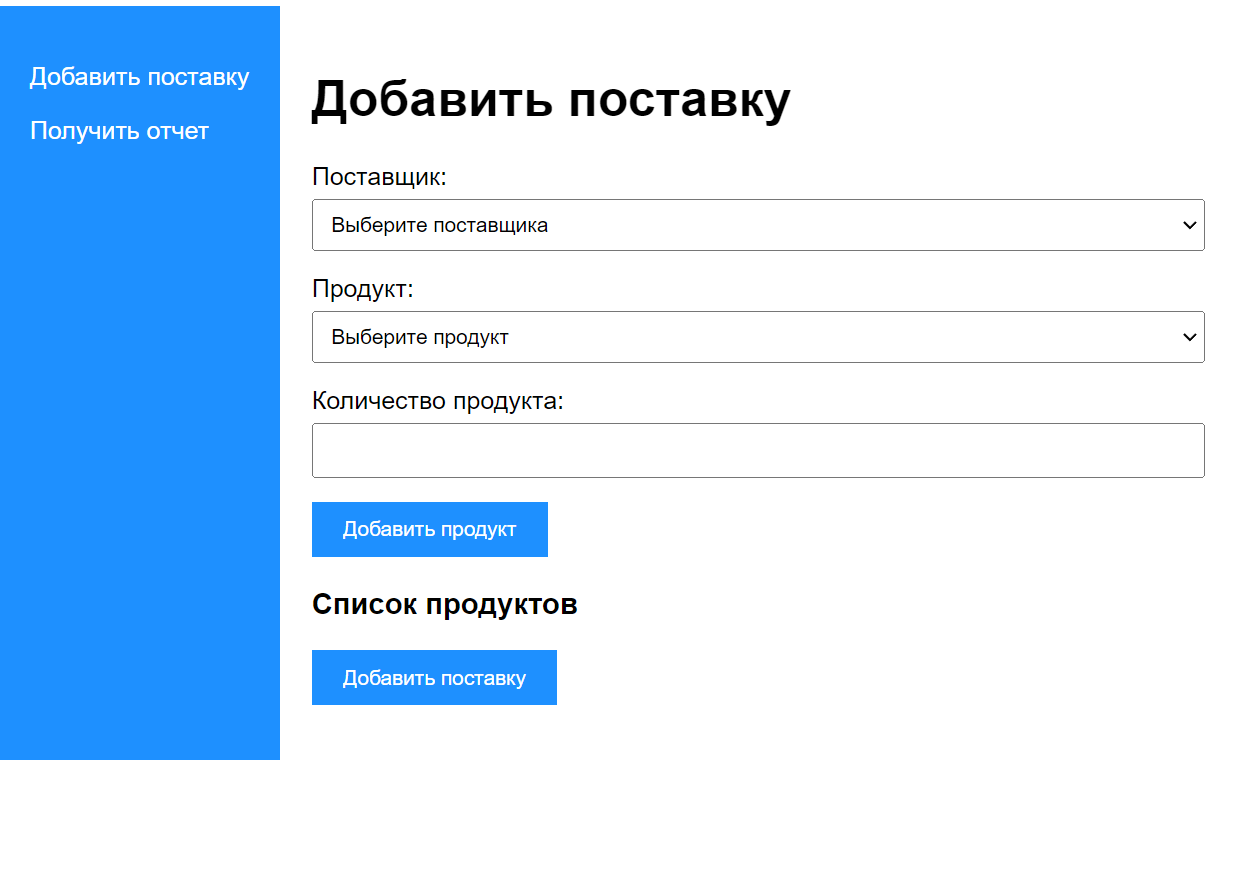 Добавить поставку
Получить отчет
Добавить поставку
Поставщик:
Выберите поставщика
Продукт:
Выберите продукт
Количество продукта:
Добавить продукт
Список продуктов
Добавить поставку